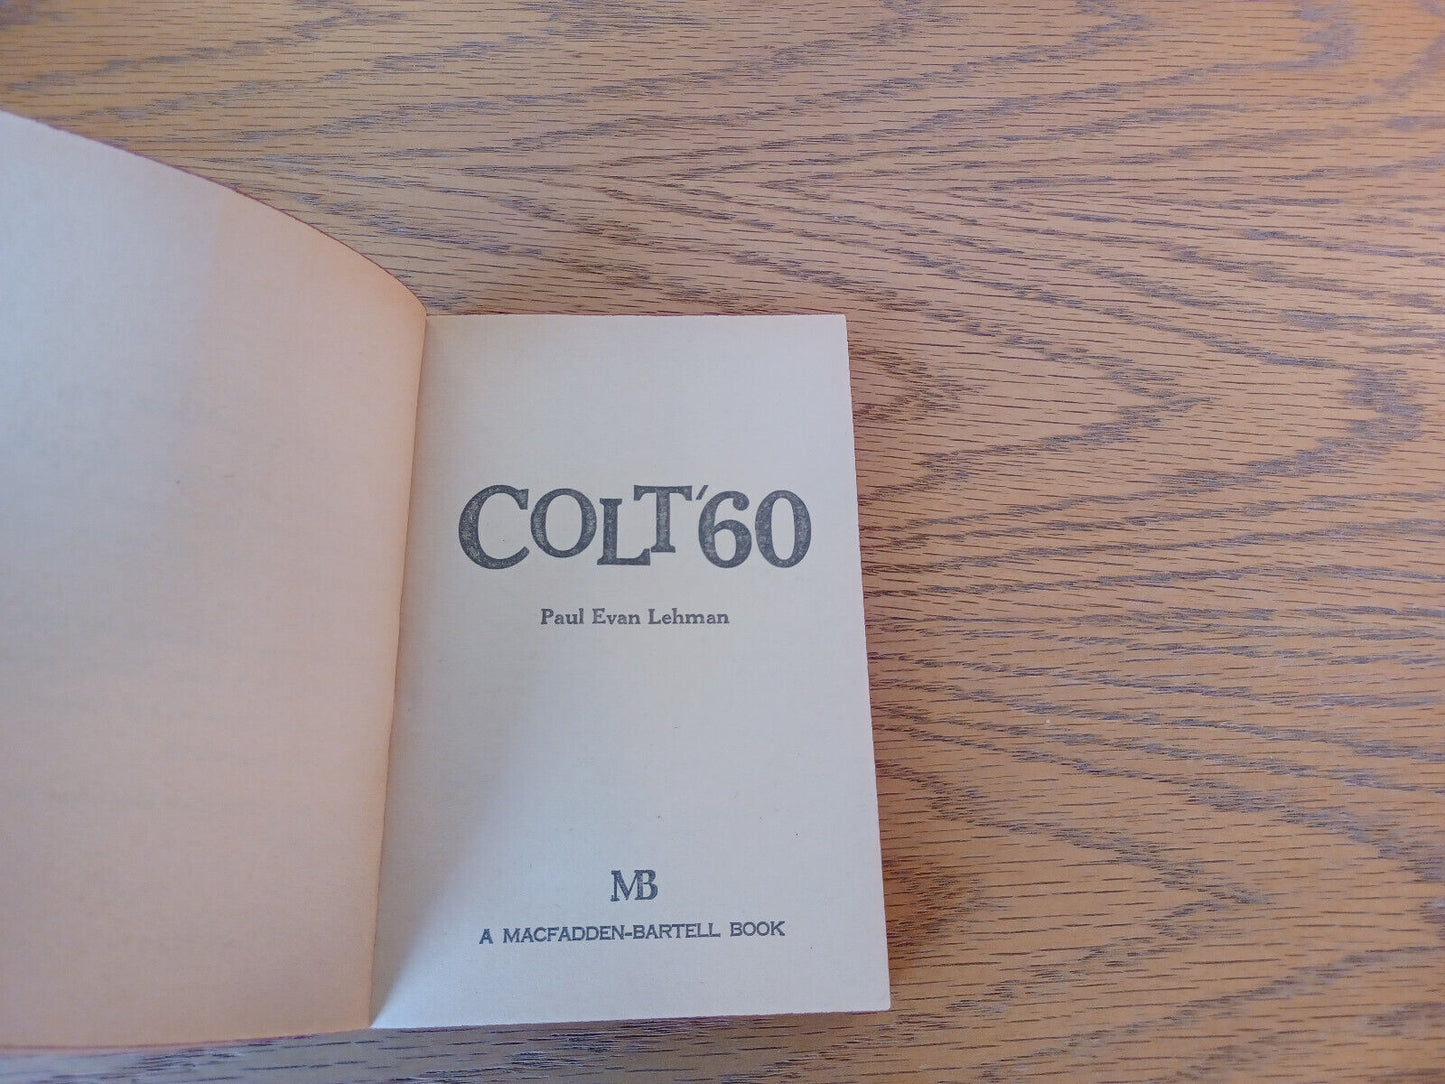 COLT '60
Paul Evan Lehman
MB
A MACFADDEN-BARTELL BOOK